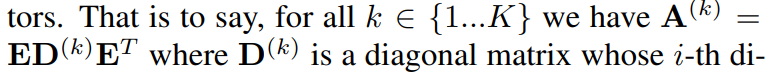 tors. That is to say, for all k ∈ {1...K} we have A^(k) =
ED^(k)E^T where D^(k) is a diagonal matrix whose i-th di-